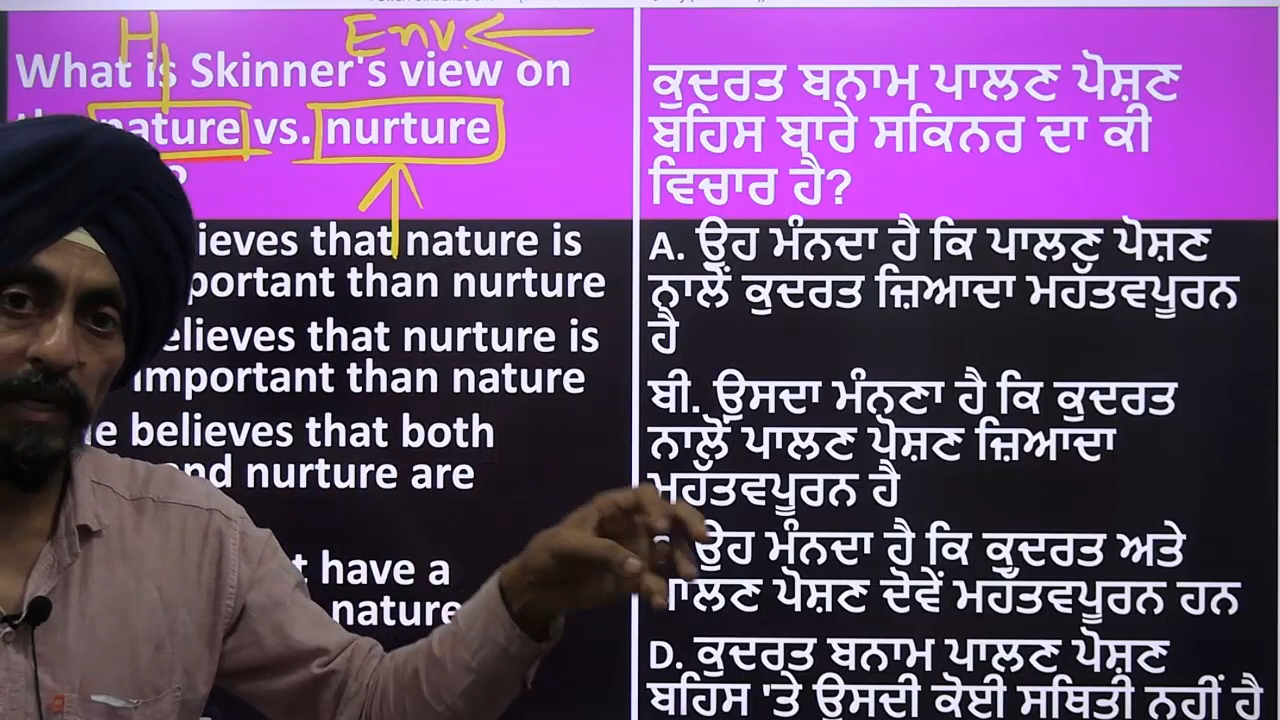 H Env.
What is Skinner's view on
nature vs. nurture
?
ieves that nature is
portant than nurture
elieves that nurture is
important than nature
e believes that both
nd nurture are
t have a
nature
ਕੁਦਰਤ ਬਨਾਮ ਪਾਲਣ ਪੋਸ਼ਣ
ਬਹਿਸ ਬਾਰੇ ਸਕਿਨਰ ਦਾ ਕੀ
ਵਿਚਾਰ ਹੈ?
A. ਉਹ ਮੰਨਦਾ ਹੈ ਕਿ ਪਾਲਣ ਪੋਸ਼ਣ
ਨਾਲੋਂ ਕੁਦਰਤ ਜ਼ਿਆਦਾ ਮਹੱਤਵਪੂਰਨ
ਹੈ
ਬੀ. ਉਸਦਾ ਮੰਨਣਾ ਹੈ ਕਿ ਕੁਦਰਤ
ਨਾਲੋਂ ਪਾਲਣ ਪੋਸ਼ਣ ਜ਼ਿਆਦਾ
ਮਹੱਤਵਪੂਰਨ ਹੈ
ਉਹ ਮੰਨਦਾ ਹੈ ਕਿ ਕੁਦਰਤ ਅਤੇ
ਪਾਲਣ ਪੋਸ਼ਣ ਦੋਵੇਂ ਮਹੱਤਵਪੂਰਨ ਹਨ
D. ਕੁਦਰਤ ਬਨਾਮ ਪਾਲਣ ਪੋਸ਼ਣ
ਬਹਿਸ 'ਤੇ ਉਸਦੀ ਕੋਈ ਸਥਿਤੀ ਨਹੀਂ ਹੈ